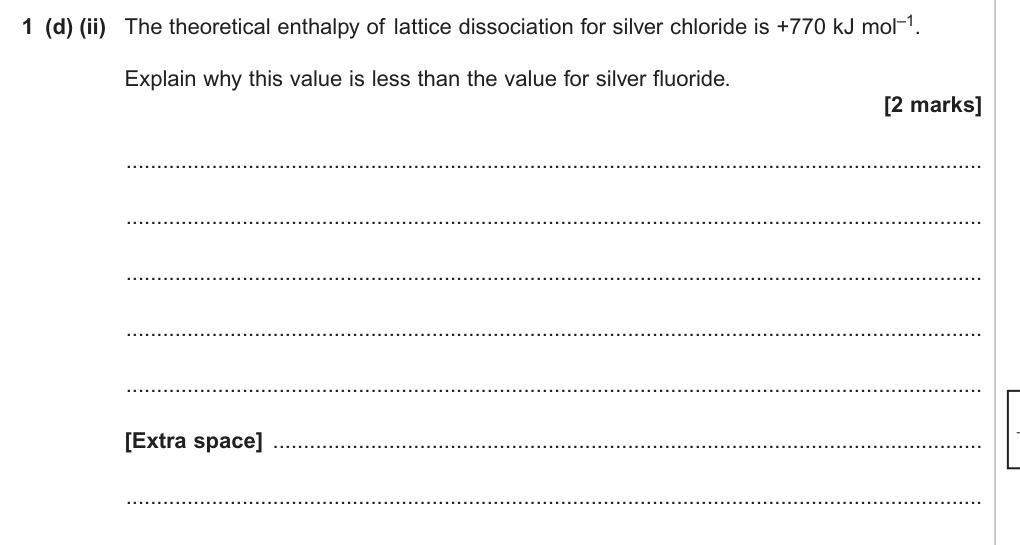 1 (d) (ii) The theoretical enthalpy of lattice dissociation for silver chloride is +770 kJ mol⁻¹.
Explain why this value is less than the value for silver fluoride.
[2 marks]
[Extra space]